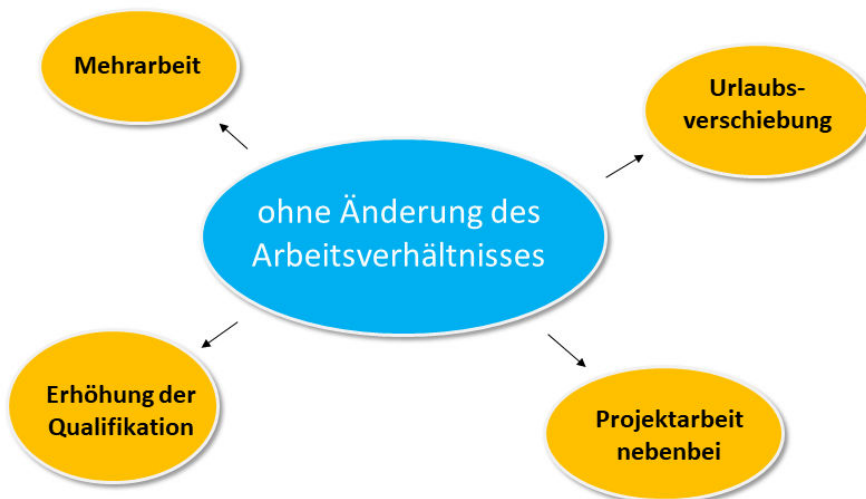 Mehrarbeit
Urlaubs-
verschiebung
ohne Änderung des
Arbeitsverhältnisses
Erhöhung der
Qualifikation
Projektarbeit
nebenbei